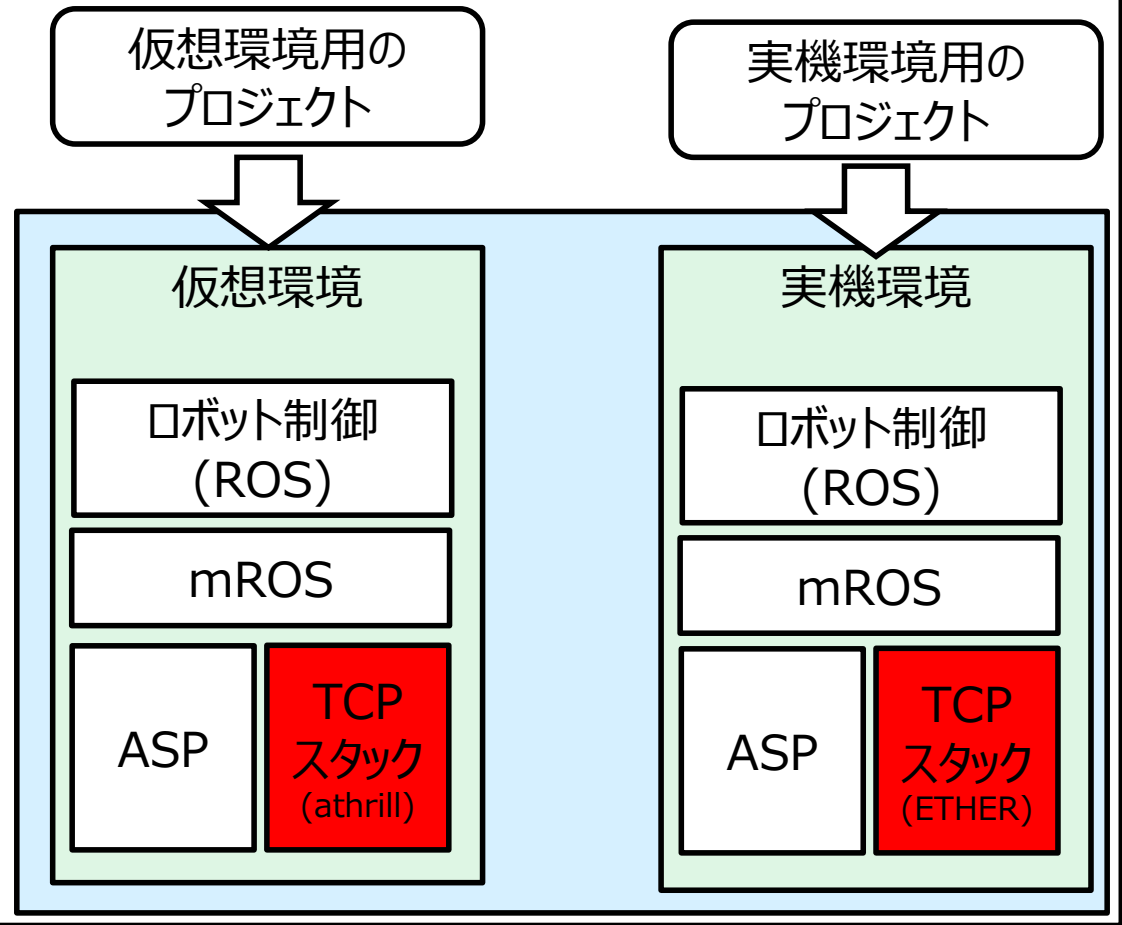 仮想環境用の
プロジェクト
実機環境用の
プロジェクト
仮想環境
ロボット制御
(ROS)
mROS
ASP
TCP
スタック
(athrill)
実機環境
ロボット制御
(ROS)
mROS
ASP
TCP
スタック
(ETHER)